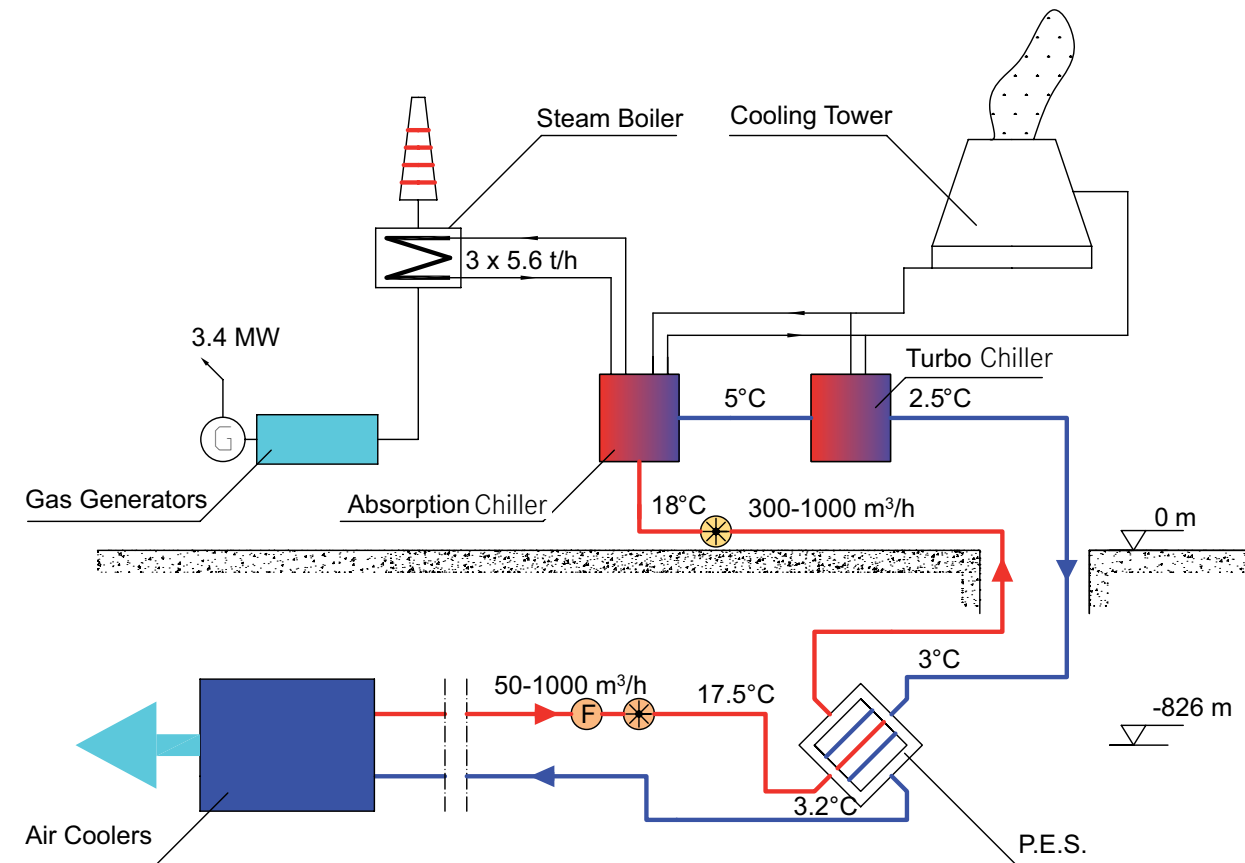 Steam Boiler
Cooling Tower
3 x 5.6 t/h
3.4 MW
Turbo Chiller
5°C
2.5°C
G
Gas Generators
Absorption Chiller
18°C
300-1000 m³/h
0 m
3°C
50-1000 m³/h
17.5°C
F
-826 m
3.2°C
Air Coolers
P.E.S.